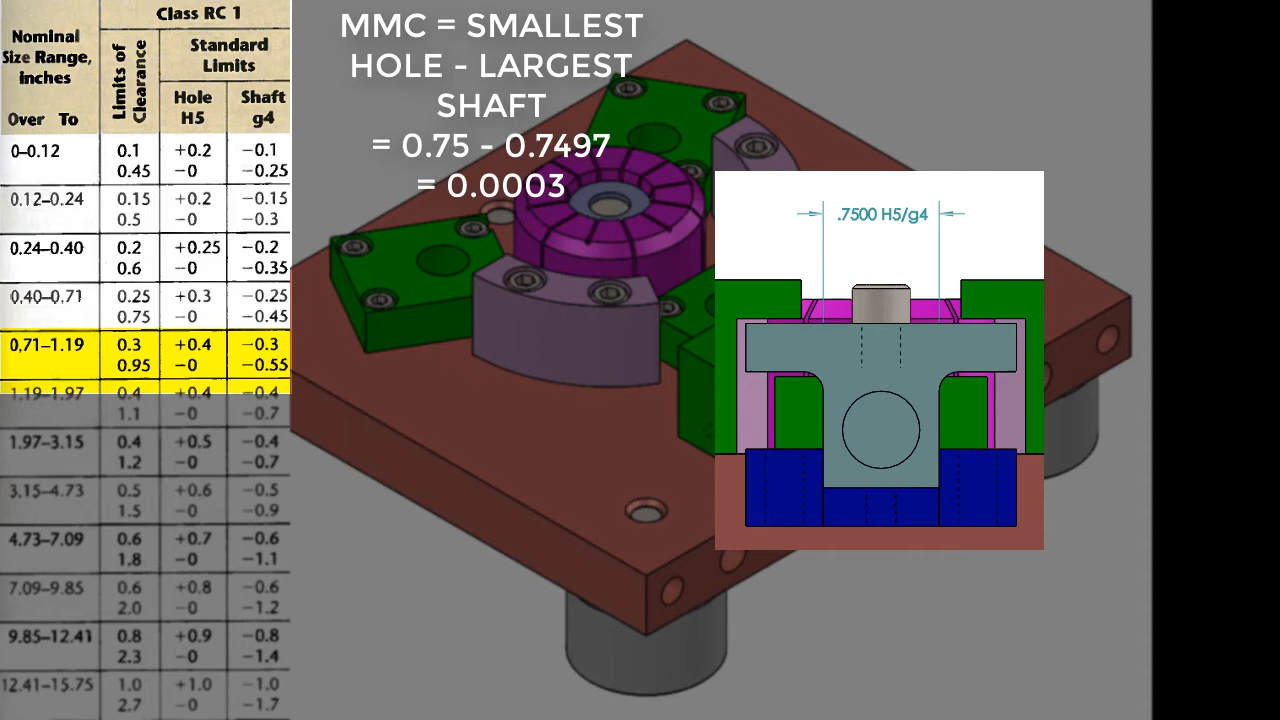 Nominal
Size Range,
inches
Over To
Limits of
Clearance
Class RC 1
Standard
Limits
Hole
H5
Shaft
g4
0–0.12 0.1 +0.2 −0.1
0.45 −0 −0.25
0.12–0.24 0.15 +0.2 −0.15
0.5 −0 −0.3
0.24–0.40 0.2 +0.25 −0.2
0.6 −0 −0.35
0.40–0.71 0.25 +0.3 −0.25
0.75 −0 −0.45
0.71–1.19 0.3 +0.4 −0.3
0.95 −0 −0.55
1.19–1.97 0.4 +0.4 −0.4
1.1 −0 −0.7
1.97–3.15 0.4 +0.5 −0.4
1.2 −0 −0.7
3.15–4.73 0.5 +0.6 −0.5
1.5 −0 −0.9
4.73–7.09 0.6 +0.7 −0.6
1.8 −0 −1.1
7.09–9.85 0.6 +0.8 −0.6
2.0 −0 −1.2
9.85–12.41 0.8 +0.9 −0.8
2.3 −0 −1.4
12.41–15.75 1.0 +1.0 −1.0
2.7 −0 −1.7
MMC = SMALLEST
HOLE - LARGEST
SHAFT
= 0.75 - 0.7497
= 0.0003
.7500 H5/g4